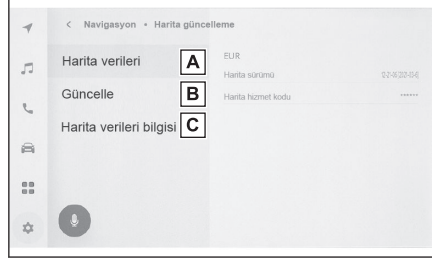 < Navigasyon • Harita güncelleme
Harita verileri A
Güncelle B
Harita verileri bilgisi C
EUR
Harita sürümü
Harita hizmet kodu ******